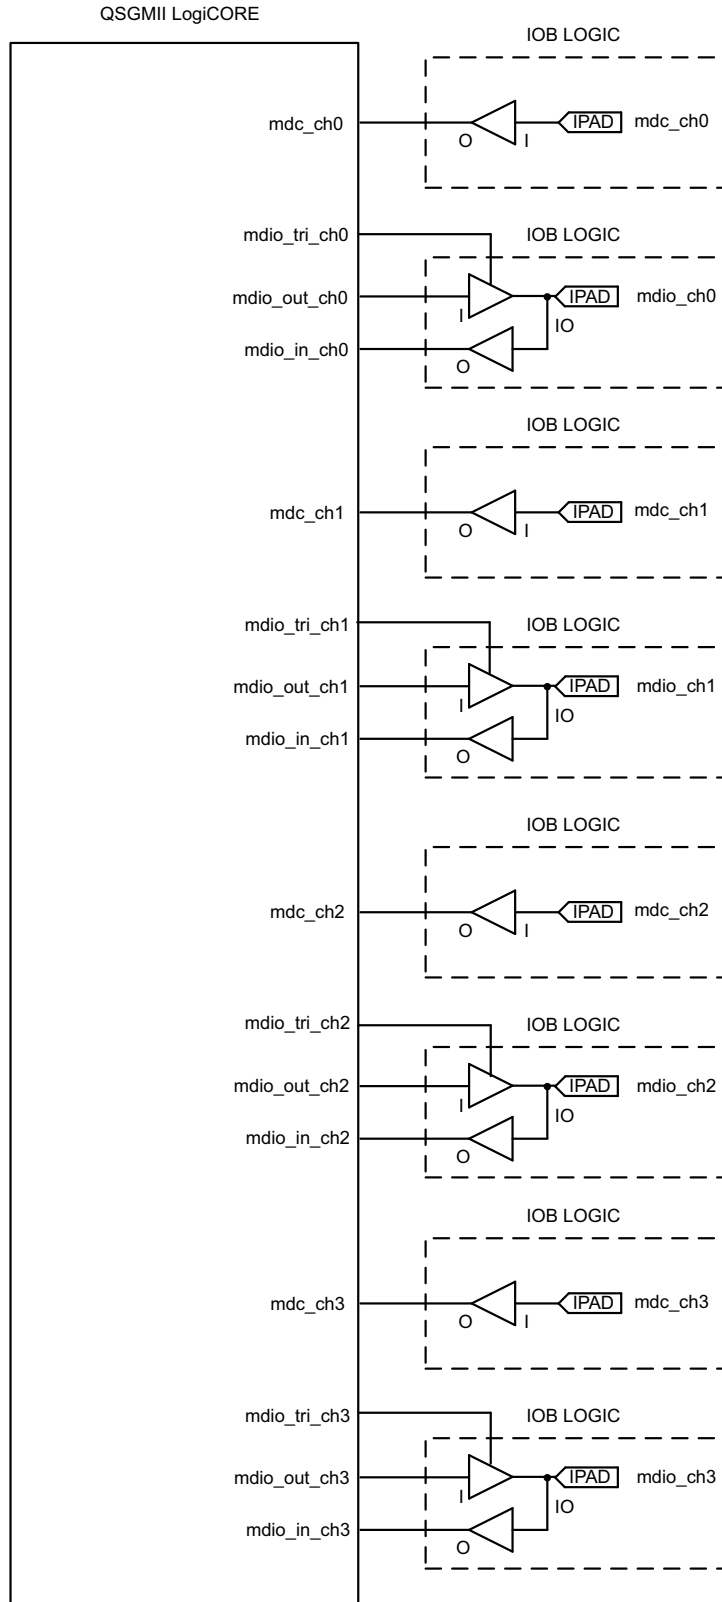 QSGMII LogiCORE
IOB LOGIC
mdc_ch0
O
I
IPAD
mdc_ch0
mdio_tri_ch0
IOB LOGIC
mdio_out_ch0
I
IPAD
mdio_ch0
IO
mdio_in_ch0
O
IOB LOGIC
mdc_ch1
O
I
IPAD
mdc_ch1
mdio_tri_ch1
IOB LOGIC
mdio_out_ch1
I
IPAD
mdio_ch1
IO
mdio_in_ch1
O
IOB LOGIC
mdc_ch2
O
I
IPAD
mdc_ch2
mdio_tri_ch2
IOB LOGIC
mdio_out_ch2
I
IPAD
mdio_ch2
IO
mdio_in_ch2
O
IOB LOGIC
mdc_ch3
O
I
IPAD
mdc_ch3
mdio_tri_ch3
IOB LOGIC
mdio_out_ch3
I
IPAD
mdio_ch3
IO
mdio_in_ch3
O